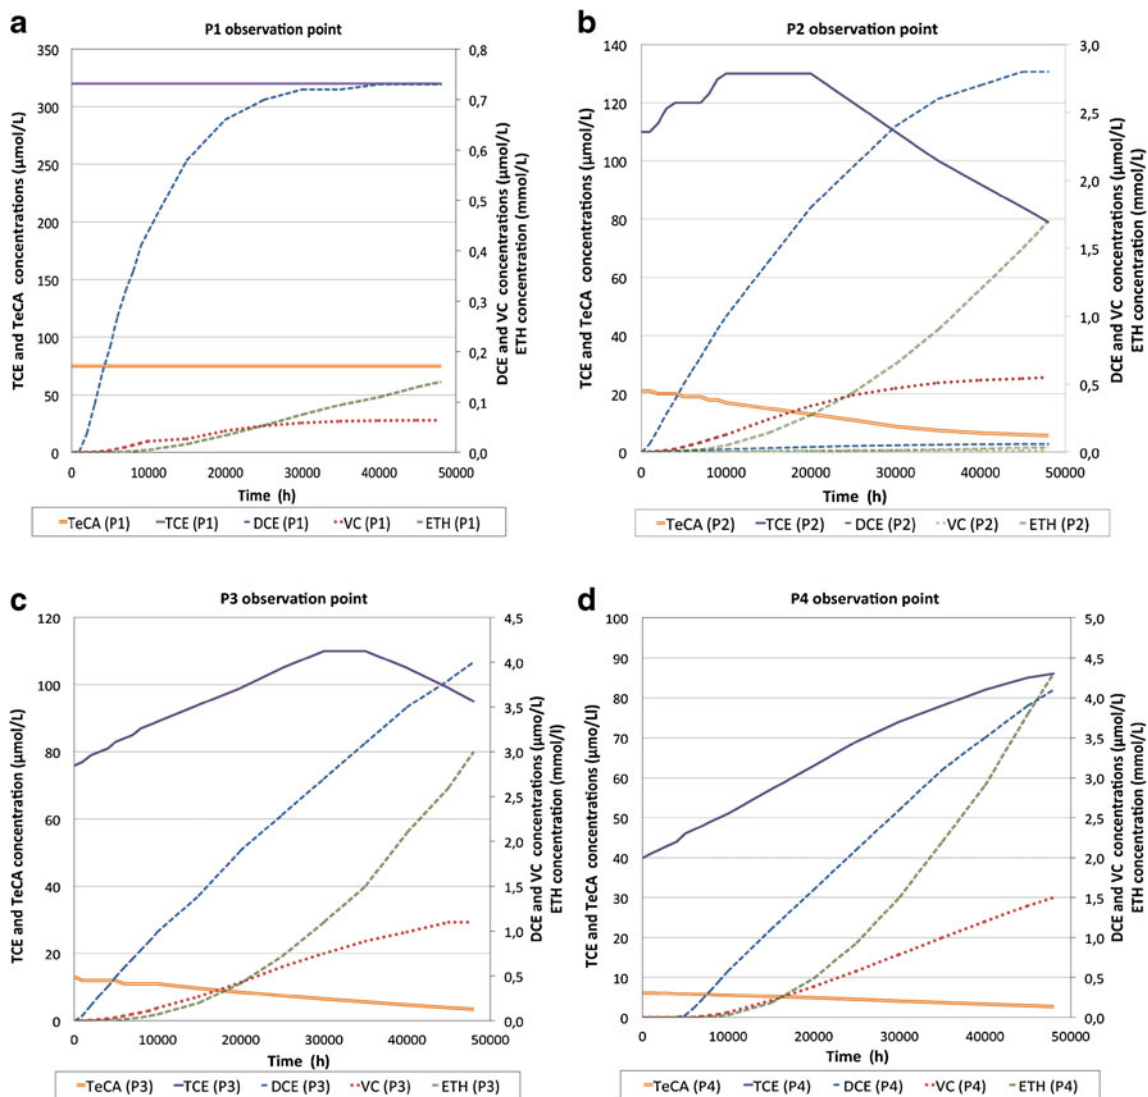 a
P1 observation point
350
300
250
200
150
100
50
0
TCE and TeCA concentrations (µmol/L)
0,8
0,7
0,6
0,5
0,4
0,3
0,2
0,1
0,0
DCE and VC concentrations (µmol/L)
ETH concentration (mmol/L)
0 10000 20000 30000 40000 50000
Time (h)
TeCA (P1) TCE (P1) DCE (P1) VC (P1) ETH (P1)
b
P2 observation point
140
120
100
80
60
40
20
0
TCE and TeCA concentrations (µmol/L)
3,0
2,5
2,0
1,5
1,0
0,5
0,0
DCE and VC concentrations (µmol/L)
ETH concentration (mmol/L)
0 10000 20000 30000 40000 50000
Time (h)
TeCA (P2) TCE (P2) DCE (P2) VC (P2) ETH (P2)
c
P3 observation point
120
100
80
60
40
20
0
TCE and TeCA concentration (µmol/L)
4,5
4,0
3,5
3,0
2,5
2,0
1,5
1,0
0,5
0,0
DCE and VC concentrations (µmo/L)
ETH concentration (mmol/l)
0 10000 20000 30000 40000 50000
Time (h)
TeCA (P3) TCE (P3) DCE (P3) VC (P3) ETH (P3)
d
P4 observation point
100
90
80
70
60
50
40
30
20
10
0
TCE and TeCA concentrations (µmo/Ll)
5,0
4,5
4,0
3,5
3,0
2,5
2,0
1,5
1,0
0,5
0,0
DCE and VC concentrations (µmol/L)
ETH concentration (mmol/L)
0 10000 20000 30000 40000 50000
Time (h)
TeCA (P4) TCE (P4) DCE (P4) VC (P4) ETH (P4)